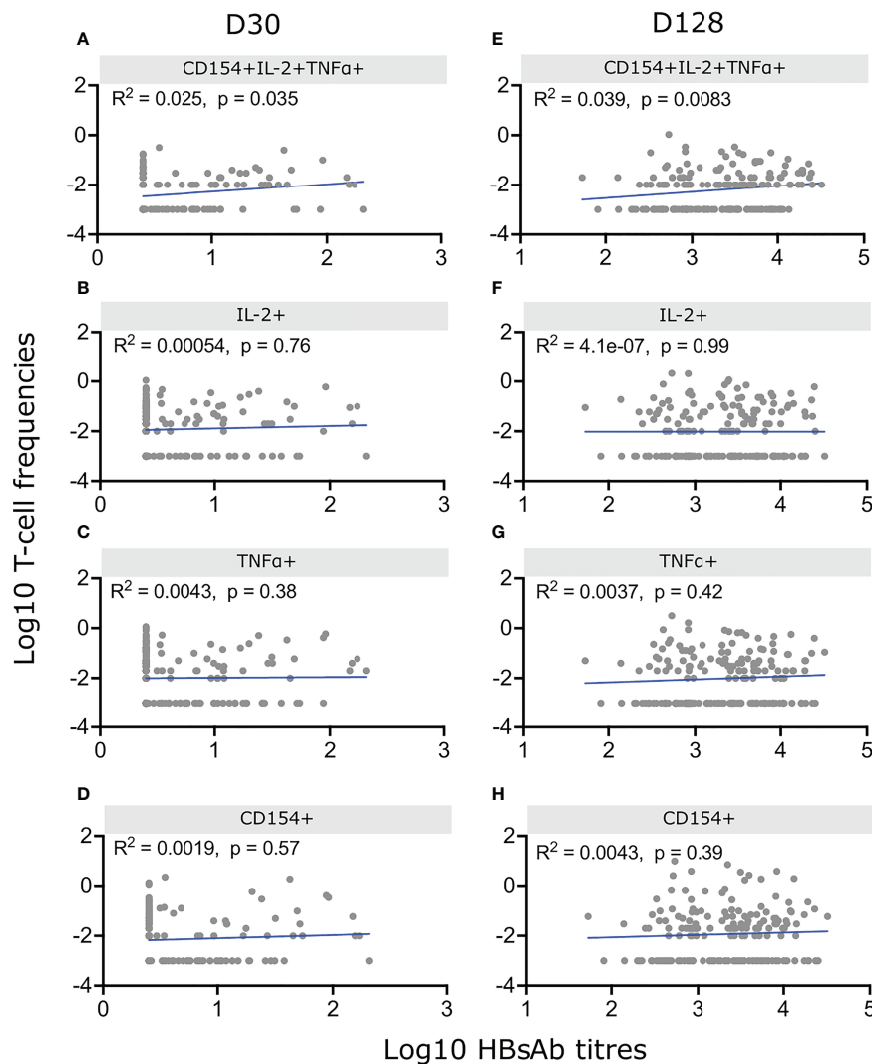 D30
D128
A
CD154+IL-2+TNFα+
R² = 0.025, p = 0.035
2
0
-2
-4
0
1
2
3
E
CD154+IL-2+TNFα+
R² = 0.039, p = 0.0083
2
0
-2
-4
1
2
3
4
5
B
IL-2+
R² = 0.00054, p = 0.76
2
0
-2
-4
0
1
2
3
F
IL-2+
R² = 4.1e-07, p = 0.99
2
0
-2
-4
1
2
3
4
5
C
TNFα+
R² = 0.0043, p = 0.38
2
0
-2
-4
0
1
2
3
G
TNFα+
R² = 0.0037, p = 0.42
2
0
-2
-4
1
2
3
4
5
D
CD154+
R² = 0.0019, p = 0.57
2
0
-2
-4
0
1
2
3
H
CD154+
R² = 0.0043, p = 0.39
2
0
-2
-4
1
2
3
4
5
Log10 T-cell frequencies
Log10 HBsAb titres